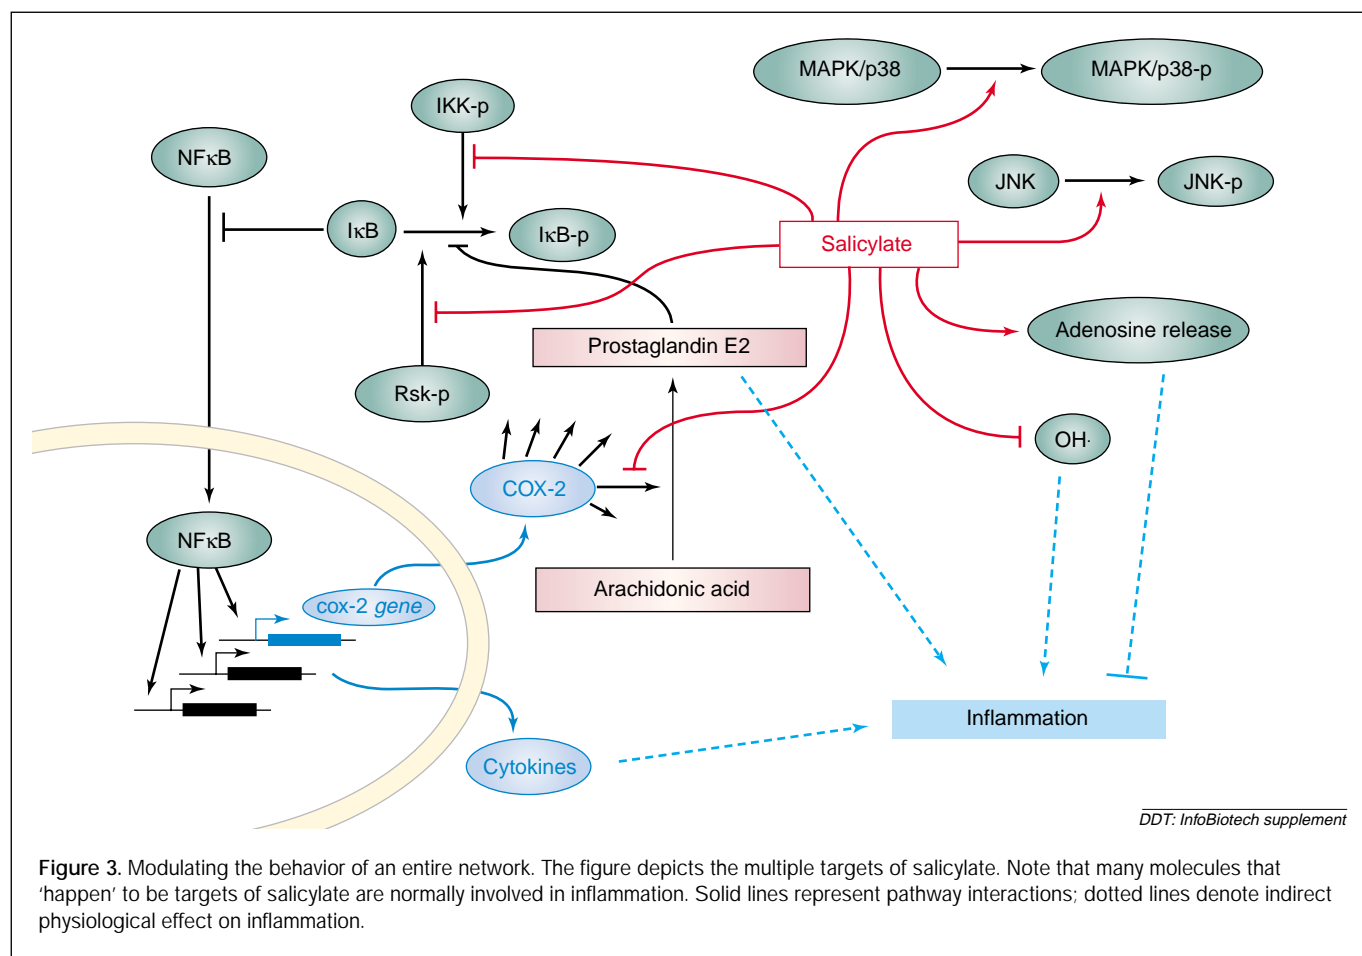 MAPK/p38
MAPK/p38-p
IKK-p
NFκB
JNK
JNK-p
IκB
IκB-p
Salicylate
Prostaglandin E2
Adenosine release
Rsk-p
OH·
COX-2
NFκB
Arachidonic acid
cox-2 gene
Inflammation
Cytokines
DDT: InfoBiotech supplement
Figure 3. Modulating the behavior of an entire network. The figure depicts the multiple targets of salicylate. Note that many molecules that
‘happen’ to be targets of salicylate are normally involved in inflammation. Solid lines represent pathway interactions; dotted lines denote indirect
physiological effect on inflammation.